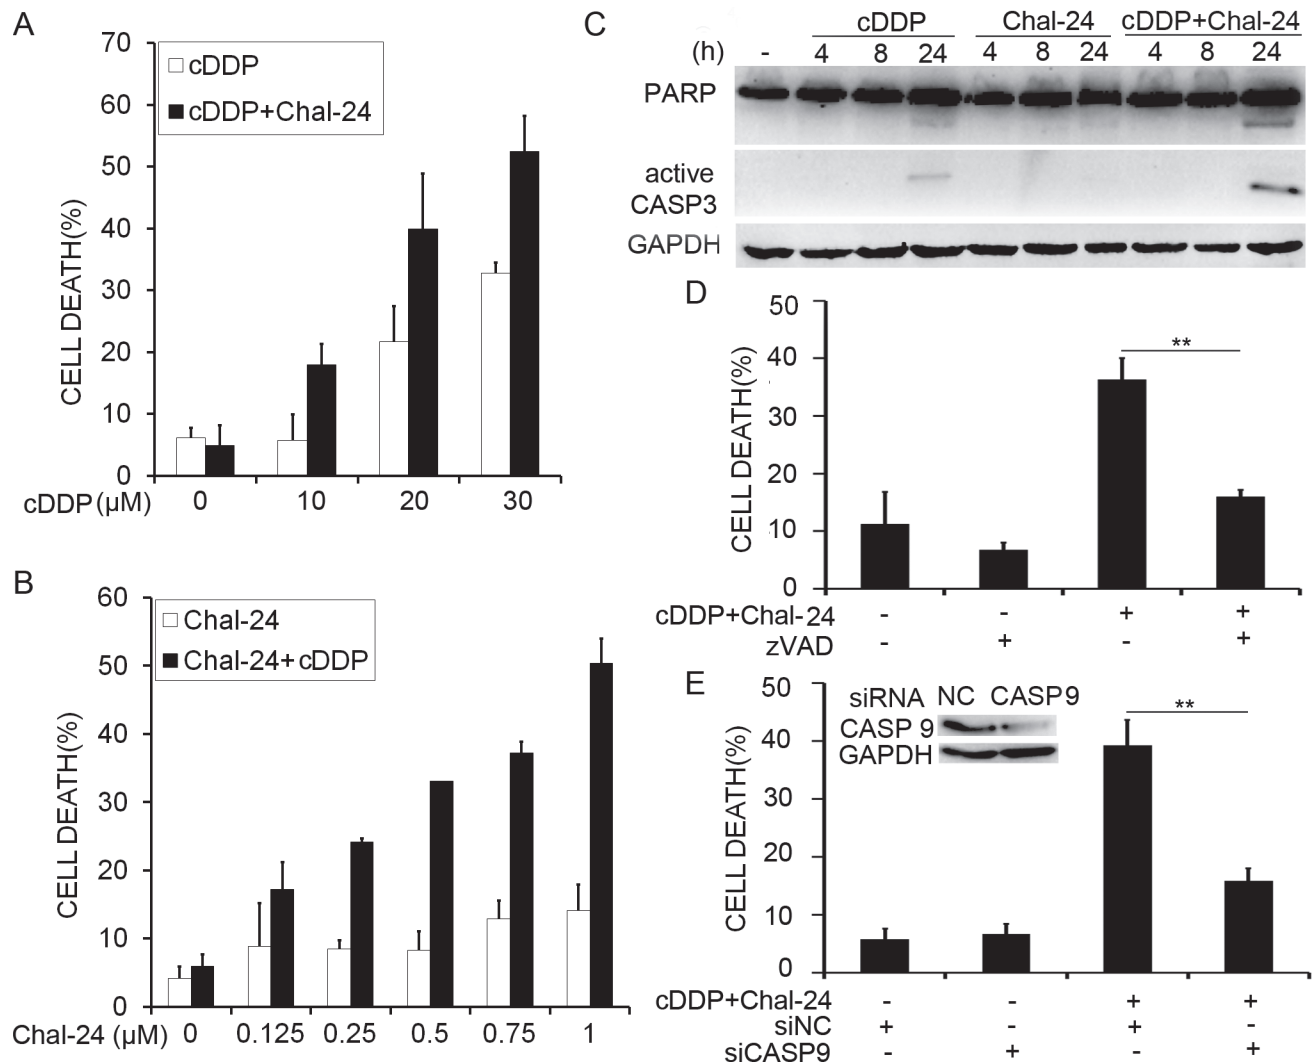 A
70
60
50
40
30
20
10
0
CELL DEATH(%)
cDDP
cDDP+Chal-24
cDDP (µM) 0 10 20 30
B
60
50
40
30
20
10
0
CELL DEATH(%)
Chal-24
Chal-24+cDDP
Chal-24 (µM) 0 0.125 0.25 0.5 0.75 1
C
cDDP Chal-24 cDDP+Chal-24
(h) - 4 8 24 4 8 24 4 8 24
PARP
active
CASP3
GAPDH
D
50
40
30
20
10
0
CELL DEATH(%)
**
cDDP+Chal-24 - - + +
zVAD - + - +
E
50
40
30
20
10
0
CELL DEATH(%)
siRNA NC CASP9
CASP 9
GAPDH
**
cDDP+Chal-24 - - + +
siNC + - + -
siCASP9 - + - +